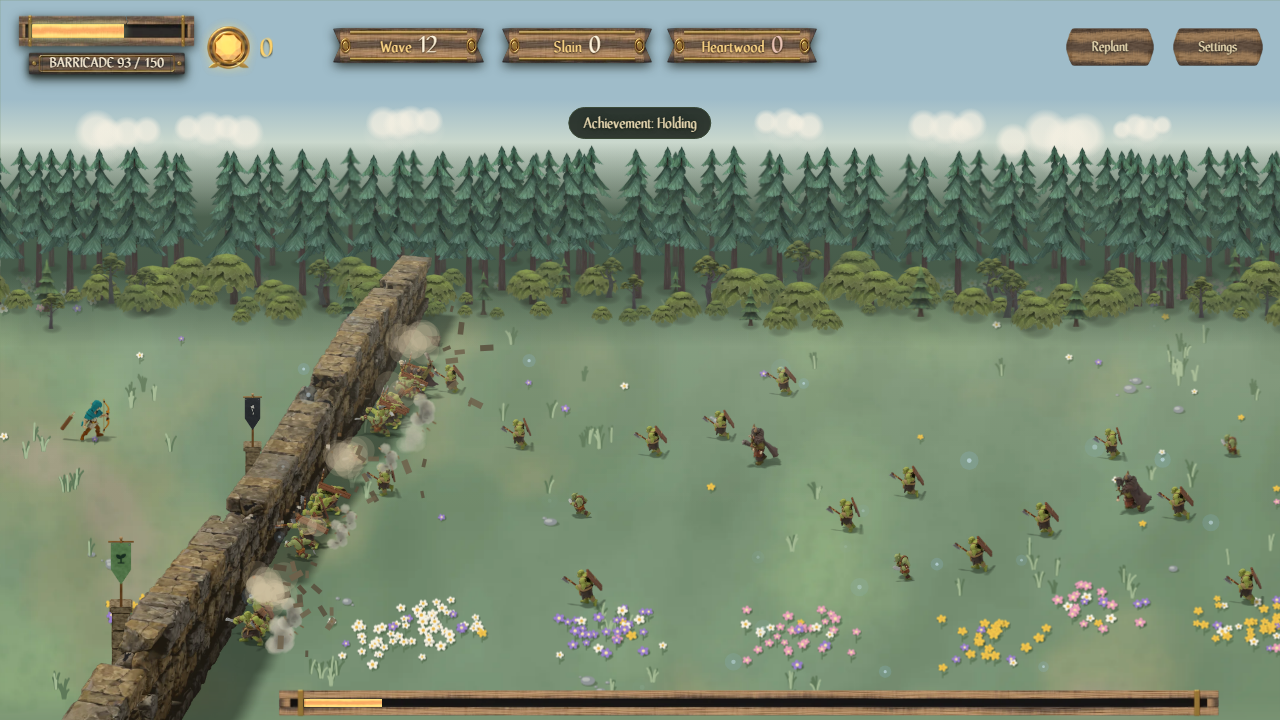 BARRICADE 93 / 150
0
Wave 12
Slain 0
Heartwood 0
Replant
Settings
Achievement: Holding